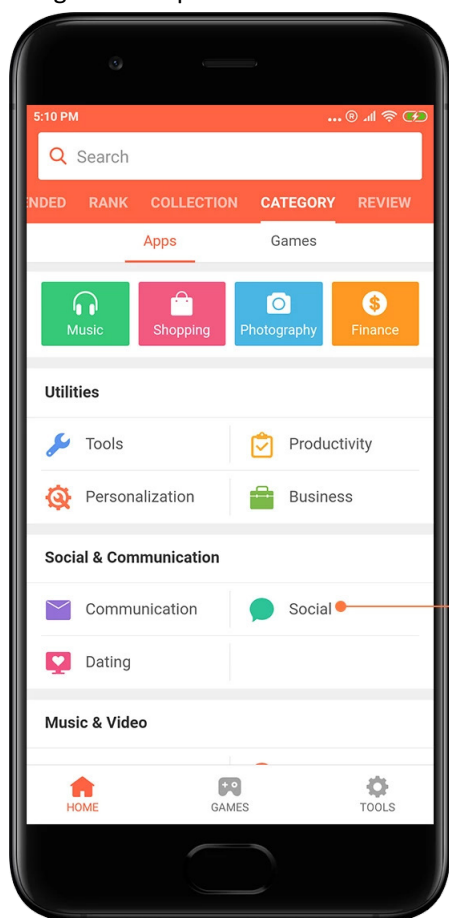 5:10 PM ... ®
Search
NDED RANK COLLECTION CATEGORY REVIEW
Apps Games
Music Shopping Photography Finance
Utilities
Tools Productivity
Personalization Business
Social & Communication
Communication Social
Dating
Music & Video
HOME GAMES TOOLS